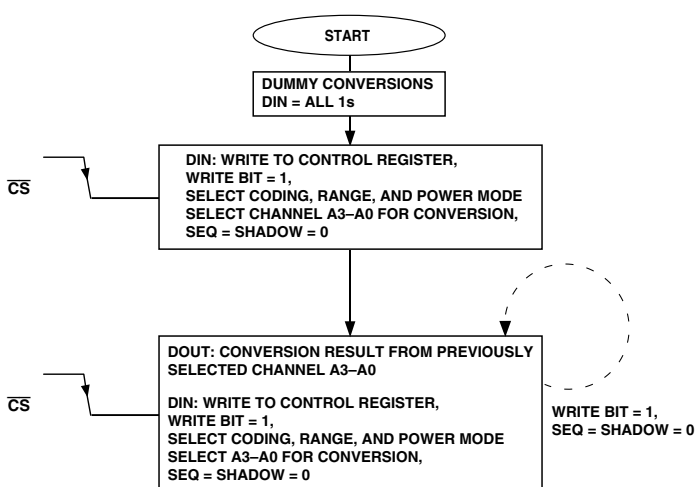 START
DUMMY CONVERSIONS
DIN = ALL 1s
CS
DIN: WRITE TO CONTROL REGISTER,
WRITE BIT = 1,
SELECT CODING, RANGE, AND POWER MODE
SELECT CHANNEL A3–A0 FOR CONVERSION,
SEQ = SHADOW = 0
CS
DOUT: CONVERSION RESULT FROM PREVIOUSLY
SELECTED CHANNEL A3–A0
DIN: WRITE TO CONTROL REGISTER,
WRITE BIT = 1,
SELECT CODING, RANGE, AND POWER MODE
SELECT A3–A0 FOR CONVERSION,
SEQ = SHADOW = 0
WRITE BIT = 1,
SEQ = SHADOW = 0